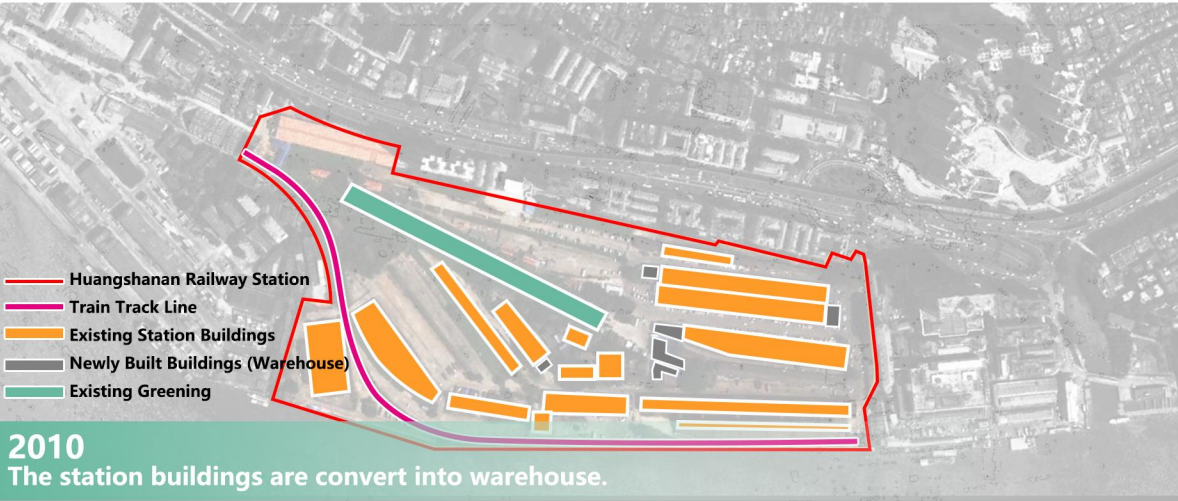 Huangshanan Railway Station
Train Track Line
Existing Station Buildings
Newly Built Buildings (Warehouse)
Existing Greening
2010
The station buildings are convert into warehouse.